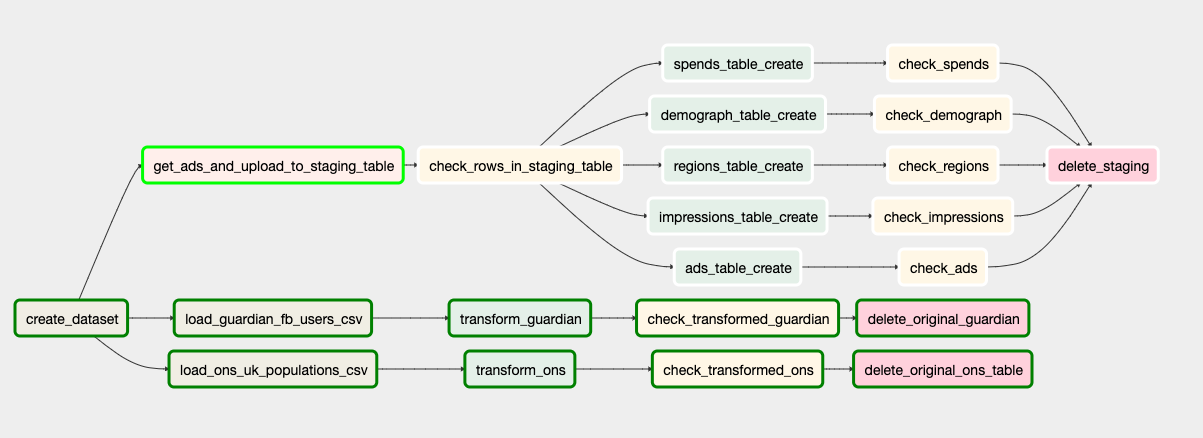 spends_table_create
check_spends
demograph_table_create
check_demograph
get_ads_and_upload_to_staging_table
check_rows_in_staging_table
regions_table_create
check_regions
delete_staging
impressions_table_create
check_impressions
ads_table_create
check_ads
create_dataset
load_guardian_fb_users_csv
transform_guardian
check_transformed_guardian
delete_original_guardian
load_ons_uk_populations_csv
transform_ons
check_transformed_ons
delete_original_ons_table